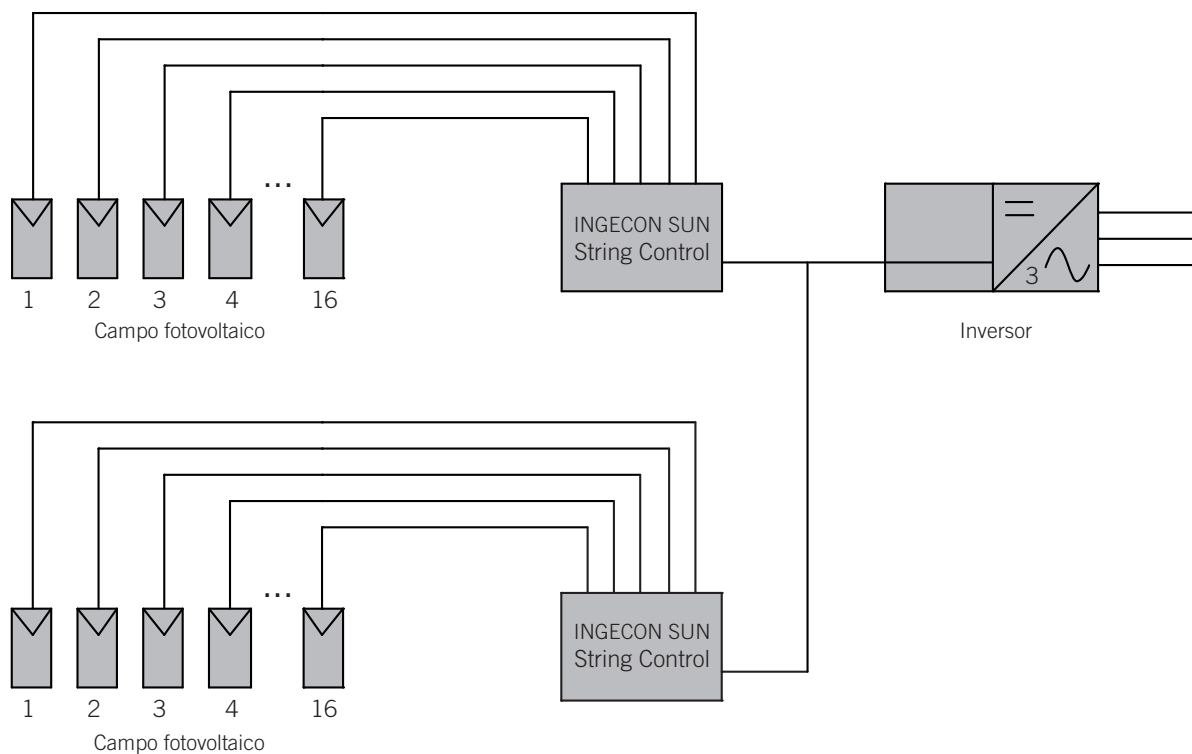 ...
INGECON SUN
String Control
3
1 2 3 4 16
Campo fotovoltaico
Inversor
...
INGECON SUN
String Control
1 2 3 4 16
Campo fotovoltaico